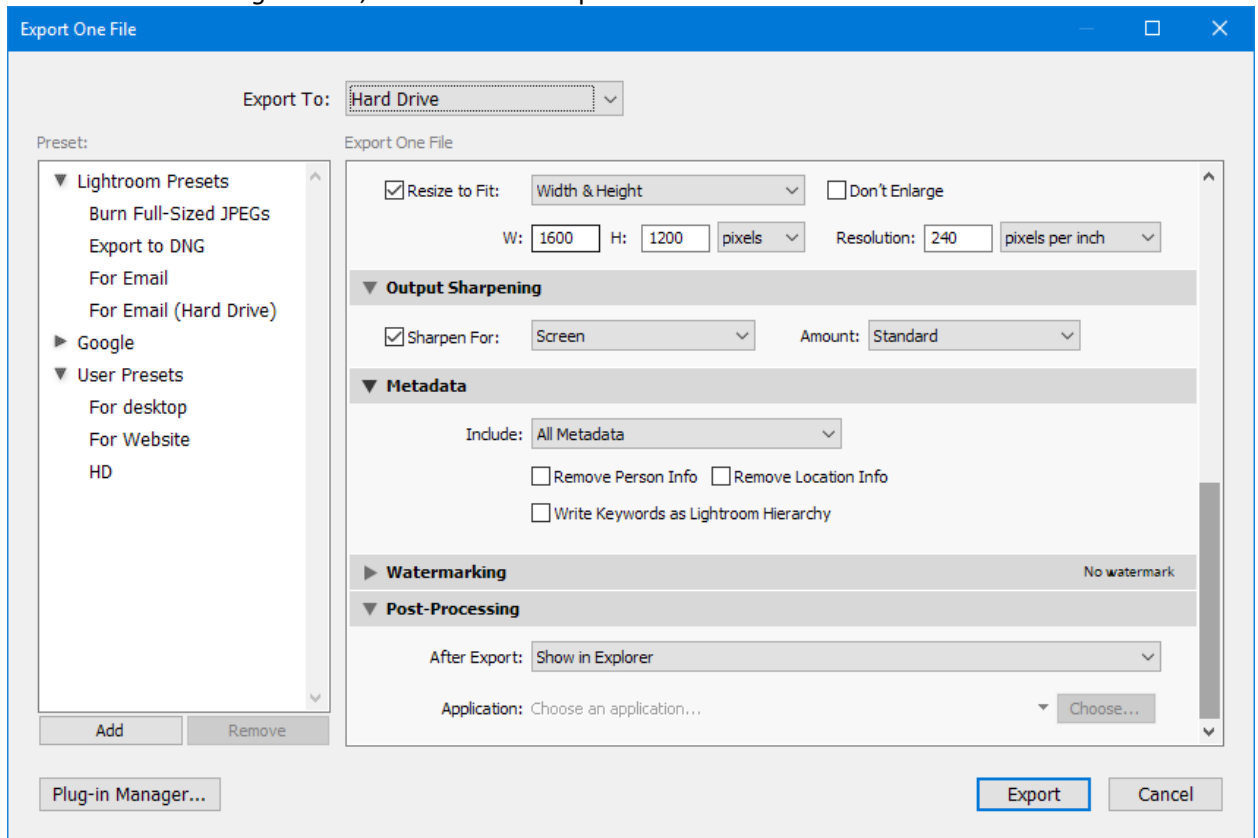 Export One File
Export To: Hard Drive
Preset:
Lightroom Presets
Burn Full-Sized JPEGs
Export to DNG
For Email
For Email (Hard Drive)
Google
User Presets
For desktop
For Website
HD
Add Remove
Export One File
Resize to Fit: Width & Height Don't Enlarge
W: 1600 H: 1200 pixels Resolution: 240 pixels per inch
Output Sharpening
Sharpen For: Screen Amount: Standard
Metadata
Include: All Metadata
Remove Person Info Remove Location Info
Write Keywords as Lightroom Hierarchy
Watermarking No watermark
Post-Processing
After Export: Show in Explorer
Application: Choose an application... Choose...
Plug-in Manager... Export Cancel